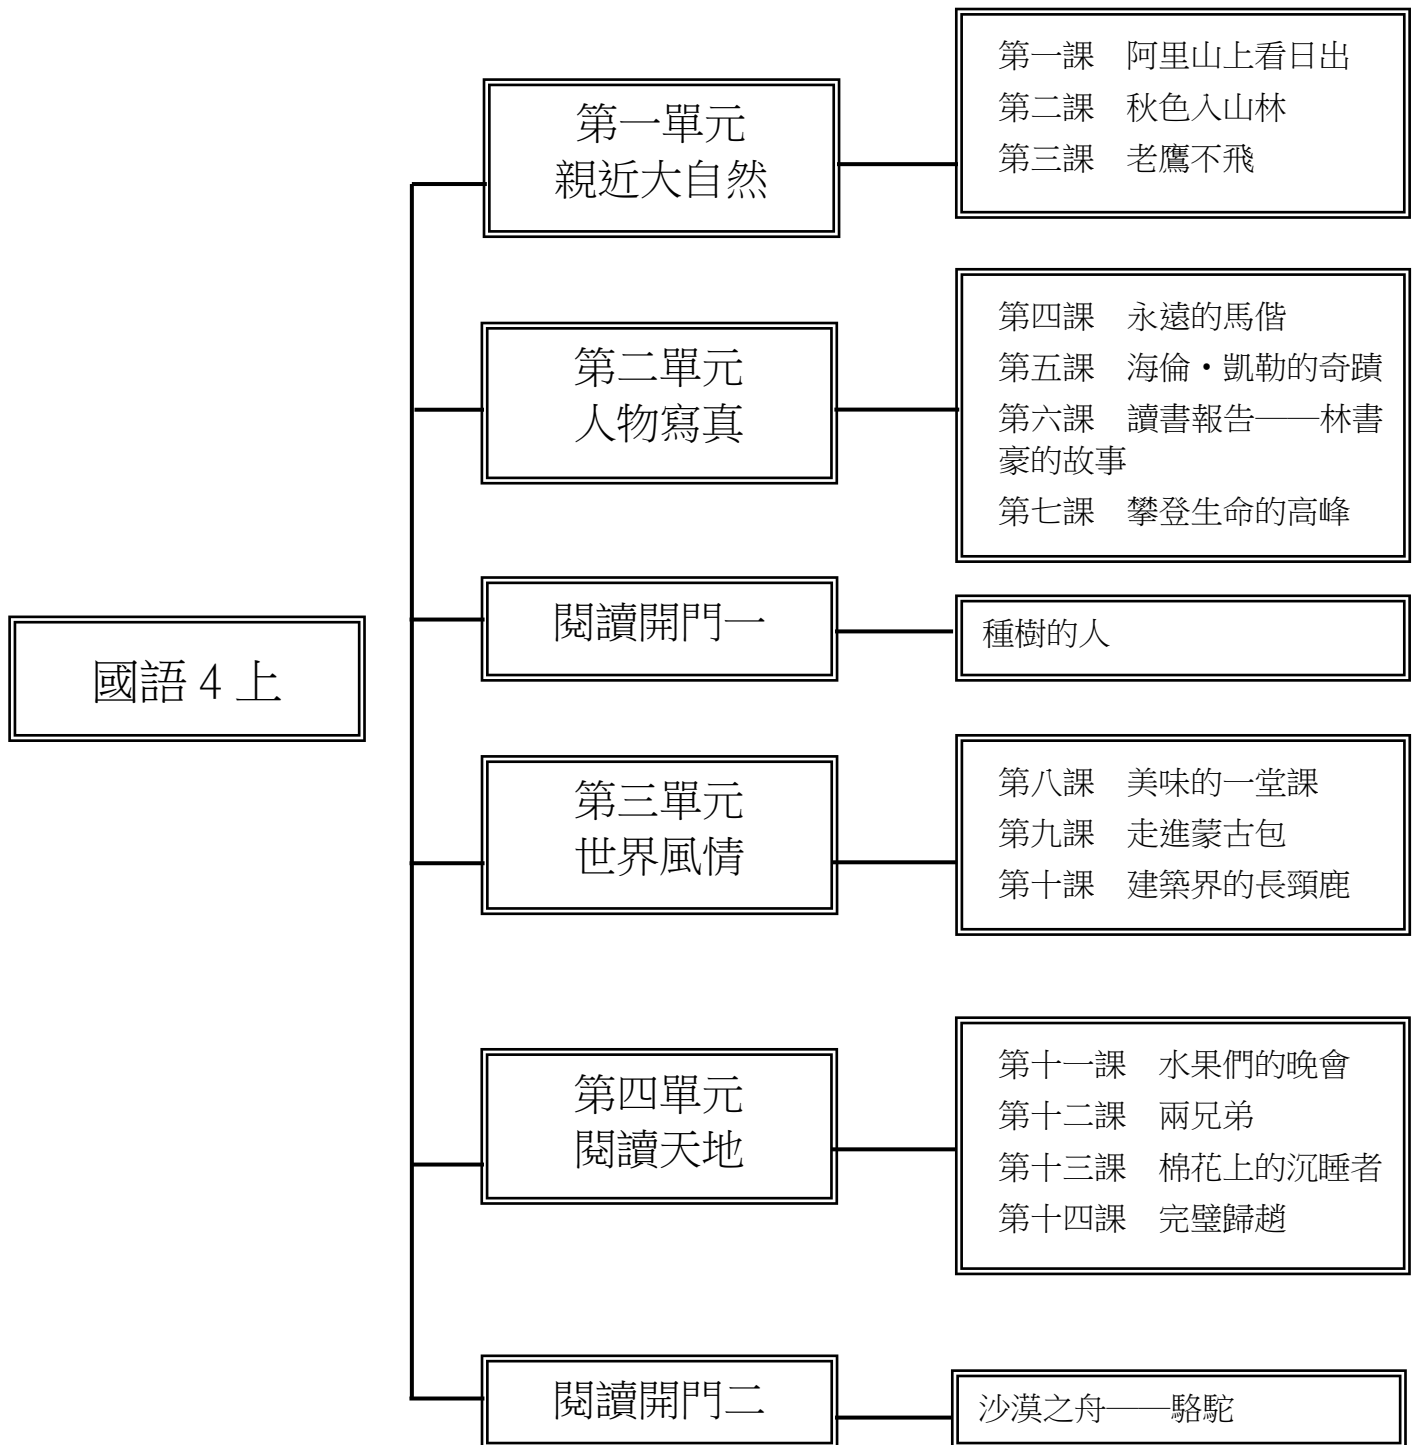 國語 4 上
第一單元
親近大自然
第一課　阿里山上看日出
第二課　秋色入山林
第三課　老鷹不飛
第二單元
人物寫真
第四課　永遠的馬偕
第五課　海倫・凱勒的奇蹟
第六課　讀書報告——林書
豪的故事
第七課　攀登生命的高峰
閱讀開門一
種樹的人
第三單元
世界風情
第八課　美味的一堂課
第九課　走進蒙古包
第十課　建築界的長頸鹿
第四單元
閱讀天地
第十一課　水果們的晚會
第十二課　兩兄弟
第十三課　棉花上的沉睡者
第十四課　完璧歸趙
閱讀開門二
沙漠之舟——駱駝